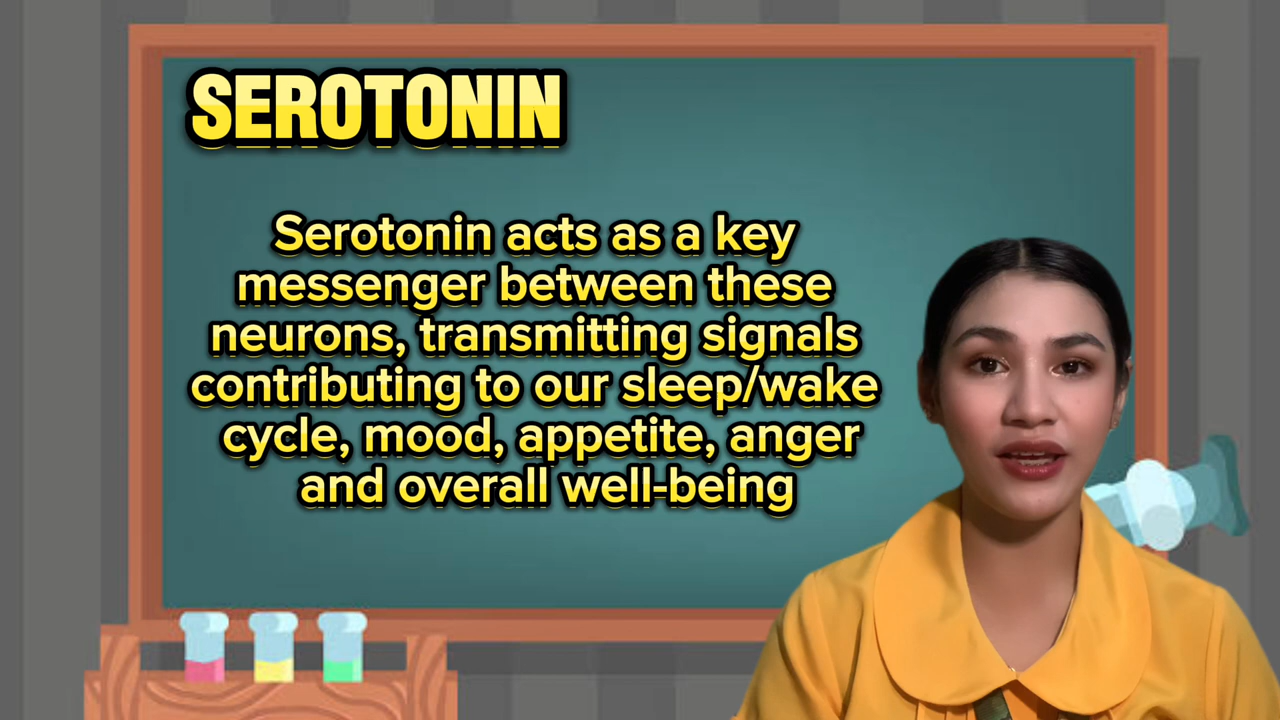 SEROTONIN
Serotonin acts as a key
messenger between these
neurons, transmitting signals
contributing to our sleep/wake
cycle, mood, appetite, anger
and overall well-being